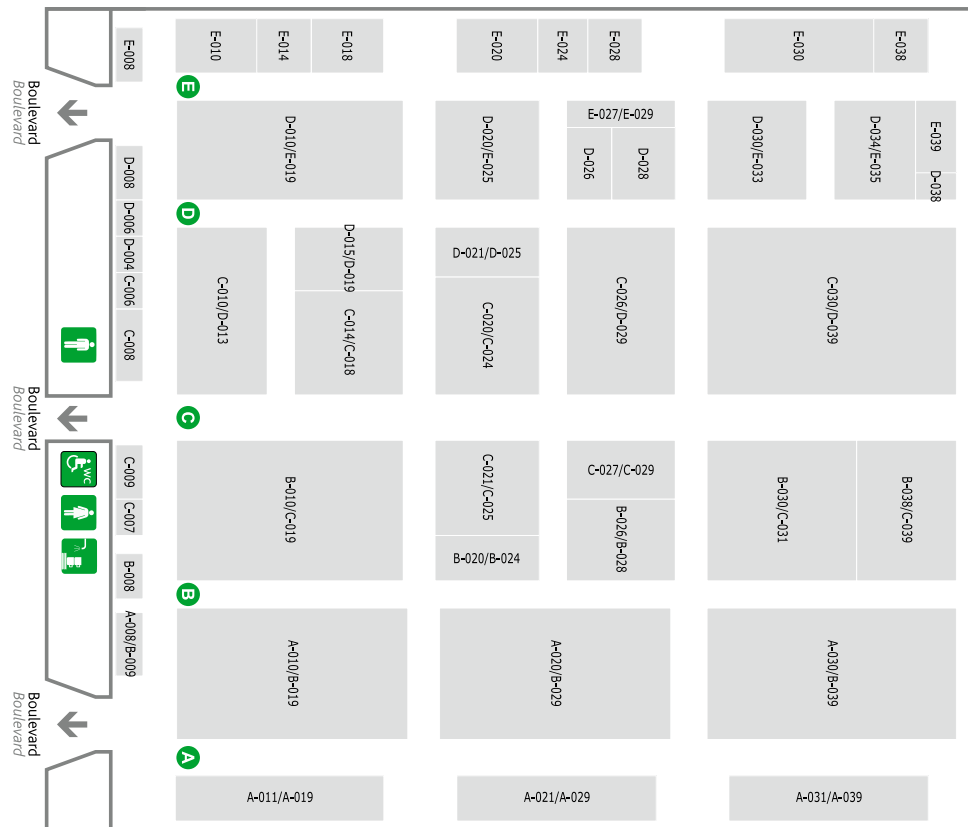 E-008
E-010
E-014
E-018
E-020
E-024
E-028
E-030
E-038
E
Boulevard
Boulevard
D-010/E-019
D-020/E-025
E-027/E-029
D-026
D-028
D-030/E-033
D-034/E-035
E-039
D-038
D-008
D-006
D-004
C-006
C-008
D
C-010/D-013
D-015/D-019
C-014/C-018
D-021/D-025
C-020/C-024
C-026/D-029
C-030/D-039
Boulevard
Boulevard
C
WC
C-009
C-007
B-008
A-008/B-009
B-010/C-019
C-021/C-025
B-020/B-024
C-027/C-029
B-026/B-028
B-030/C-031
B-038/C-039
B
A-010/B-019
A-020/B-029
A-030/B-039
Boulevard
Boulevard
A
A-011/A-019
A-021/A-029
A-031/A-039